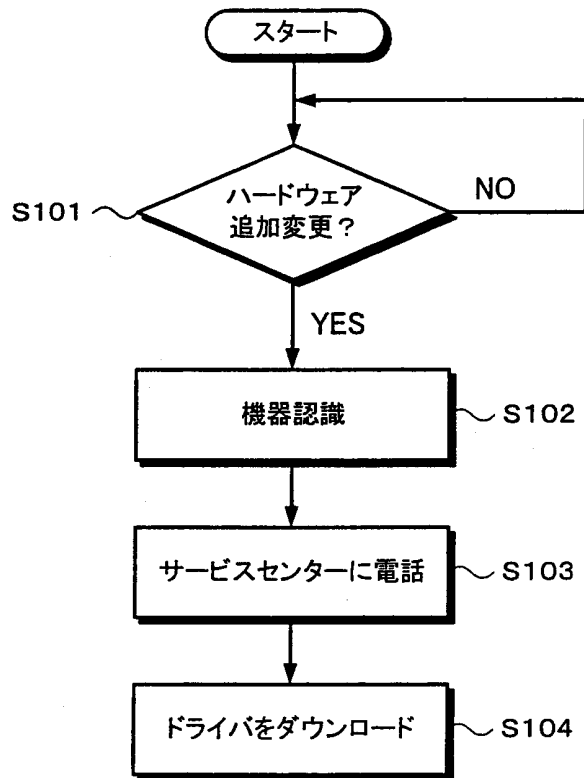 スタート
ハードウェア
追加変更？
S101
NO
YES
機器認識
S102
サービスセンターに電話
S103
ドライバをダウンロード
S104